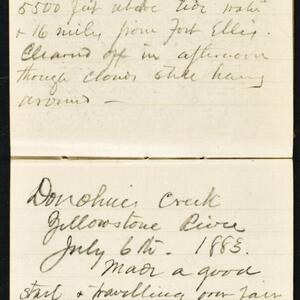 5500 feet above tide water
& 16 miles from Fort Ellis.
Cleared off in afternoon
though clouds still hang
around —
Donohue's Creek
Yellowstone River
July 6th - 1883.
Made a good
start & travelling over fair